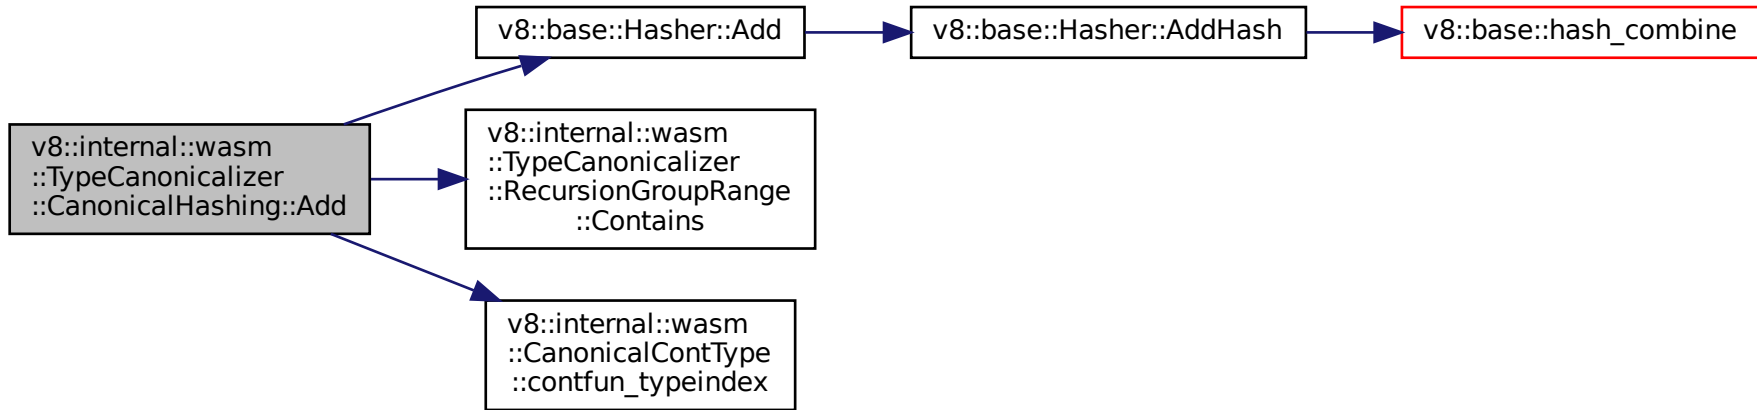 v8::internal::wasm
::TypeCanonicalizer
::CanonicalHashing::Add
v8::base::Hasher::Add
v8::base::Hasher::AddHash
v8::base::hash_combine
v8::internal::wasm
::TypeCanonicalizer
::RecursionGroupRange
::Contains
v8::internal::wasm
::CanonicalContType
::contfun_typeindex